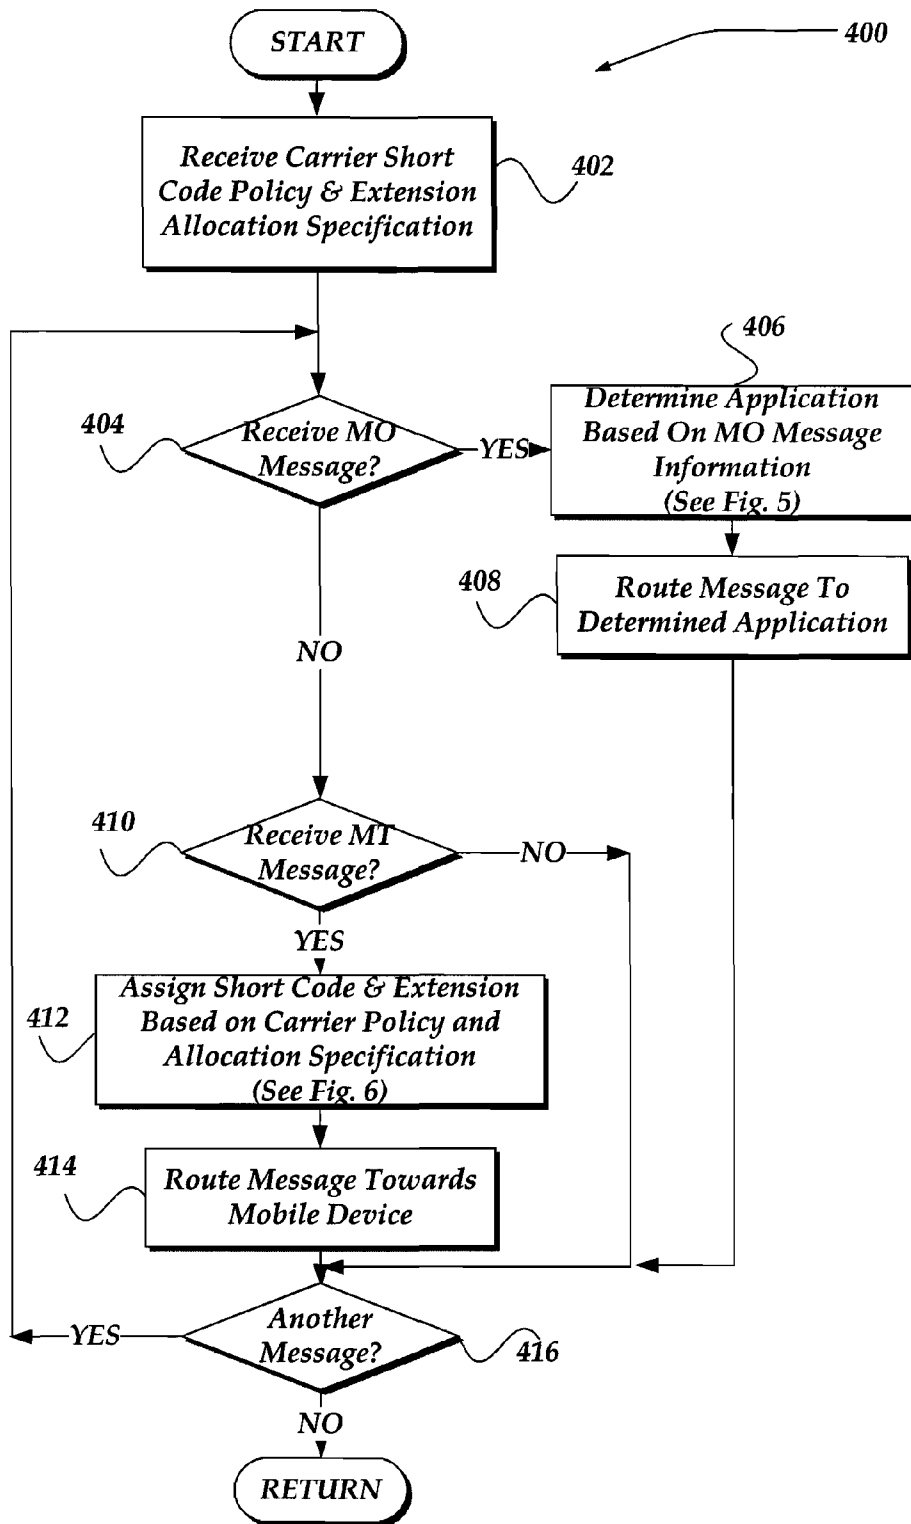 START
400
Receive Carrier Short
Code Policy & Extension
Allocation Specification
402
406
404
Receive MO
Message?
YES
Determine Application
Based On MO Message
Information
(See Fig. 5)
408
Route Message To
Determined Application
NO
410
Receive MT
Message?
NO
YES
412
Assign Short Code & Extension
Based on Carrier Policy and
Allocation Specification
(See Fig. 6)
414
Route Message Towards
Mobile Device
YES
Another
Message?
416
NO
RETURN